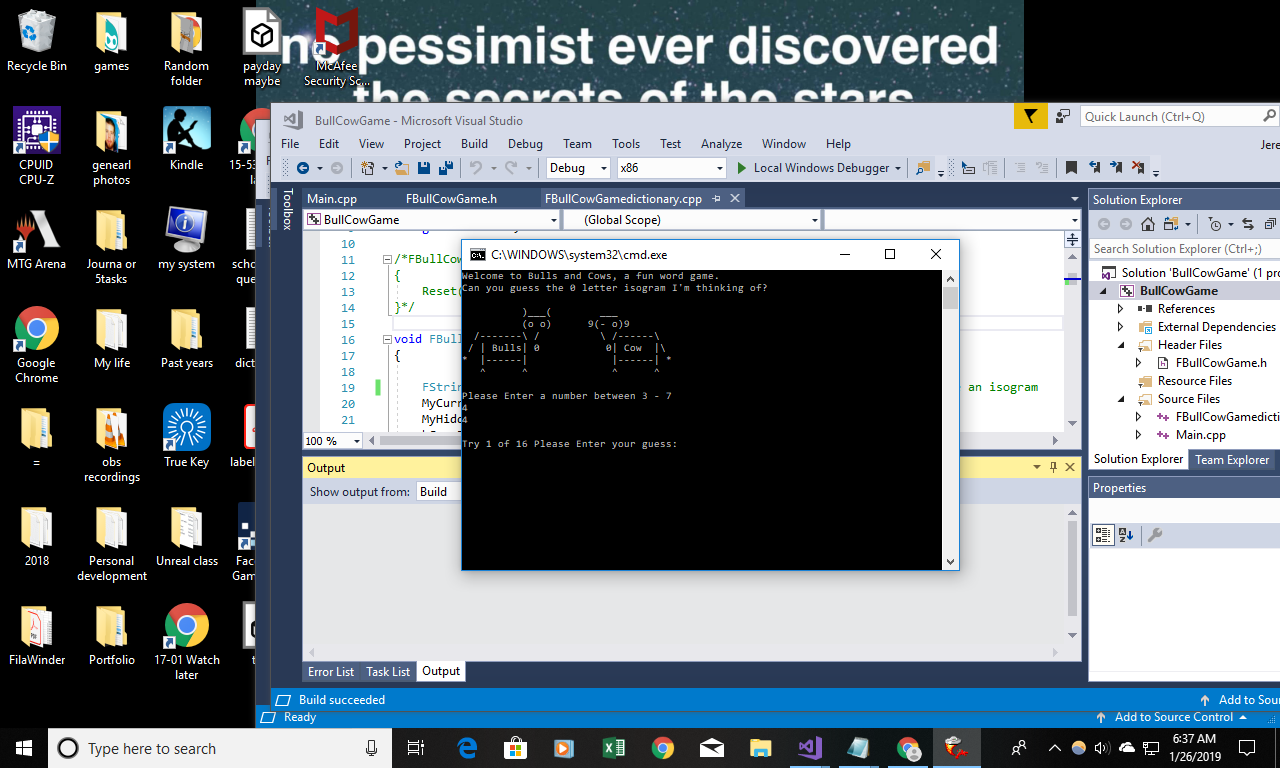 no pessimist ever discovered
the secrets of the stars
Recycle Bin
games
Random
folder
payday
maybe
McAfee
Security Sc...
CPUID
CPU-Z
genearl
photos
Kindle
15-53
MTG Arena
Journa or
5tasks
my system
Google
Chrome
My life
Past years
=
obs
recordings
True Key
2018
Personal
development
Unreal class
FilaWinder
Portfolio
17-01 Watch
later
BullCowGame - Microsoft Visual Studio
Quick Launch (Ctrl+Q)
File Edit View Project Build Debug Team Tools Test Analyze Window Help
Jere
Debug x86 Local Windows Debugger
Toolbox
Main.cpp FBullCowGame.h FBullCowGamedictionary.cpp
BullCowGame (Global Scope)
10
11 /*FBullCow
12 {
13 Reset(
14 }*/
15
16 void FBull
17 {
18
19 FStrin an isogram
20 MyCurr
21 MyHidd
100 %
C:\WINDOWS\system32\cmd.exe
Welcome to Bulls and Cows, a fun word game.
Can you guess the 0 letter isogram I'm thinking of?
)___( ___
(o o) 9(- o)9
/-------\ / \ /------\
/ | Bulls| 0 0| Cow |\
* |------| |------| *
^ ^ ^ ^
Please Enter a number between 3 - 7
4
4
Try 1 of 16 Please Enter your guess:
Output
Show output from: Build
Error List Task List Output
Solution Explorer
Search Solution Explorer (Ctrl+;)
Solution 'BullCowGame' (1 pro
BullCowGame
References
External Dependencies
Header Files
FBullCowGame.h
Resource Files
Source Files
FBullCowGamedicti
Main.cpp
Solution Explorer Team Explorer
Properties
Build succeeded
Add to Sour
Ready
Add to Source Control
Type here to search
6:37 AM
1/26/2019